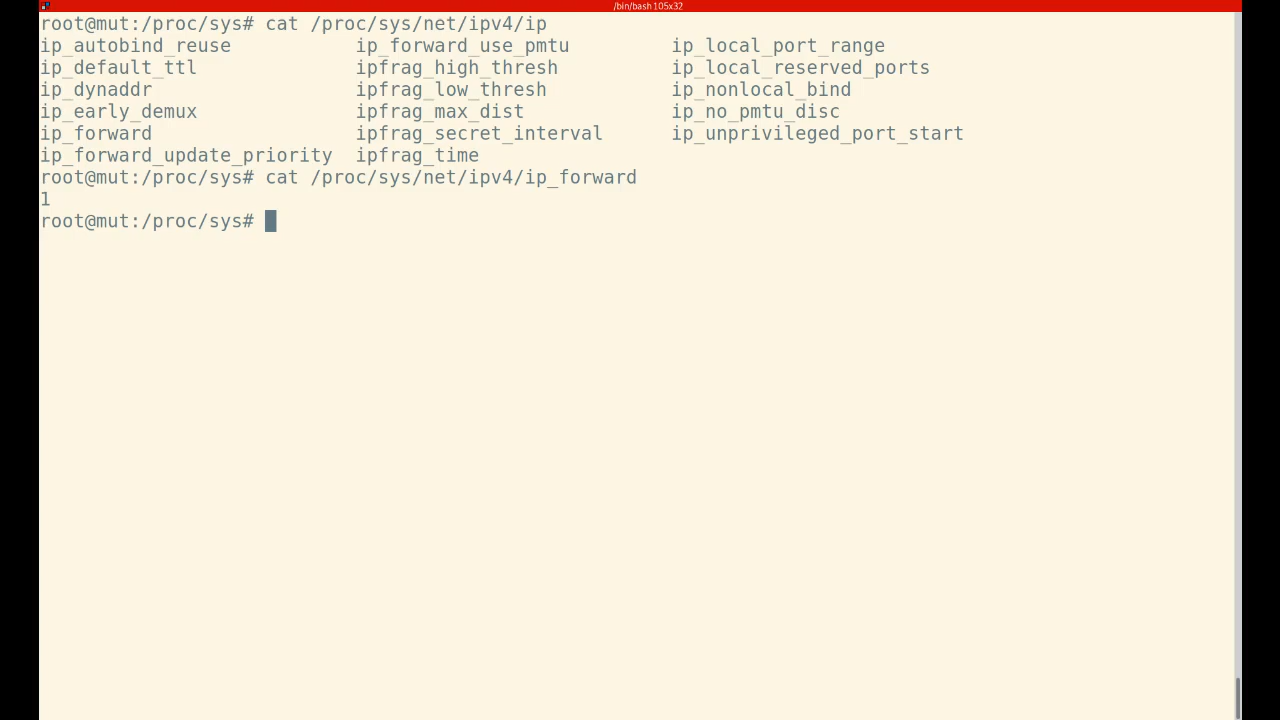 /bin/bash 105x32
root@mut:/proc/sys# cat /proc/sys/net/ipv4/ip
ip_autobind_reuse ip_forward_use_pmtu ip_local_port_range
ip_default_ttl ipfrag_high_thresh ip_local_reserved_ports
ip_dynaddr ipfrag_low_thresh ip_nonlocal_bind
ip_early_demux ipfrag_max_dist ip_no_pmtu_disc
ip_forward ipfrag_secret_interval ip_unprivileged_port_start
ip_forward_update_priority ipfrag_time
root@mut:/proc/sys# cat /proc/sys/net/ipv4/ip_forward
1
root@mut:/proc/sys#